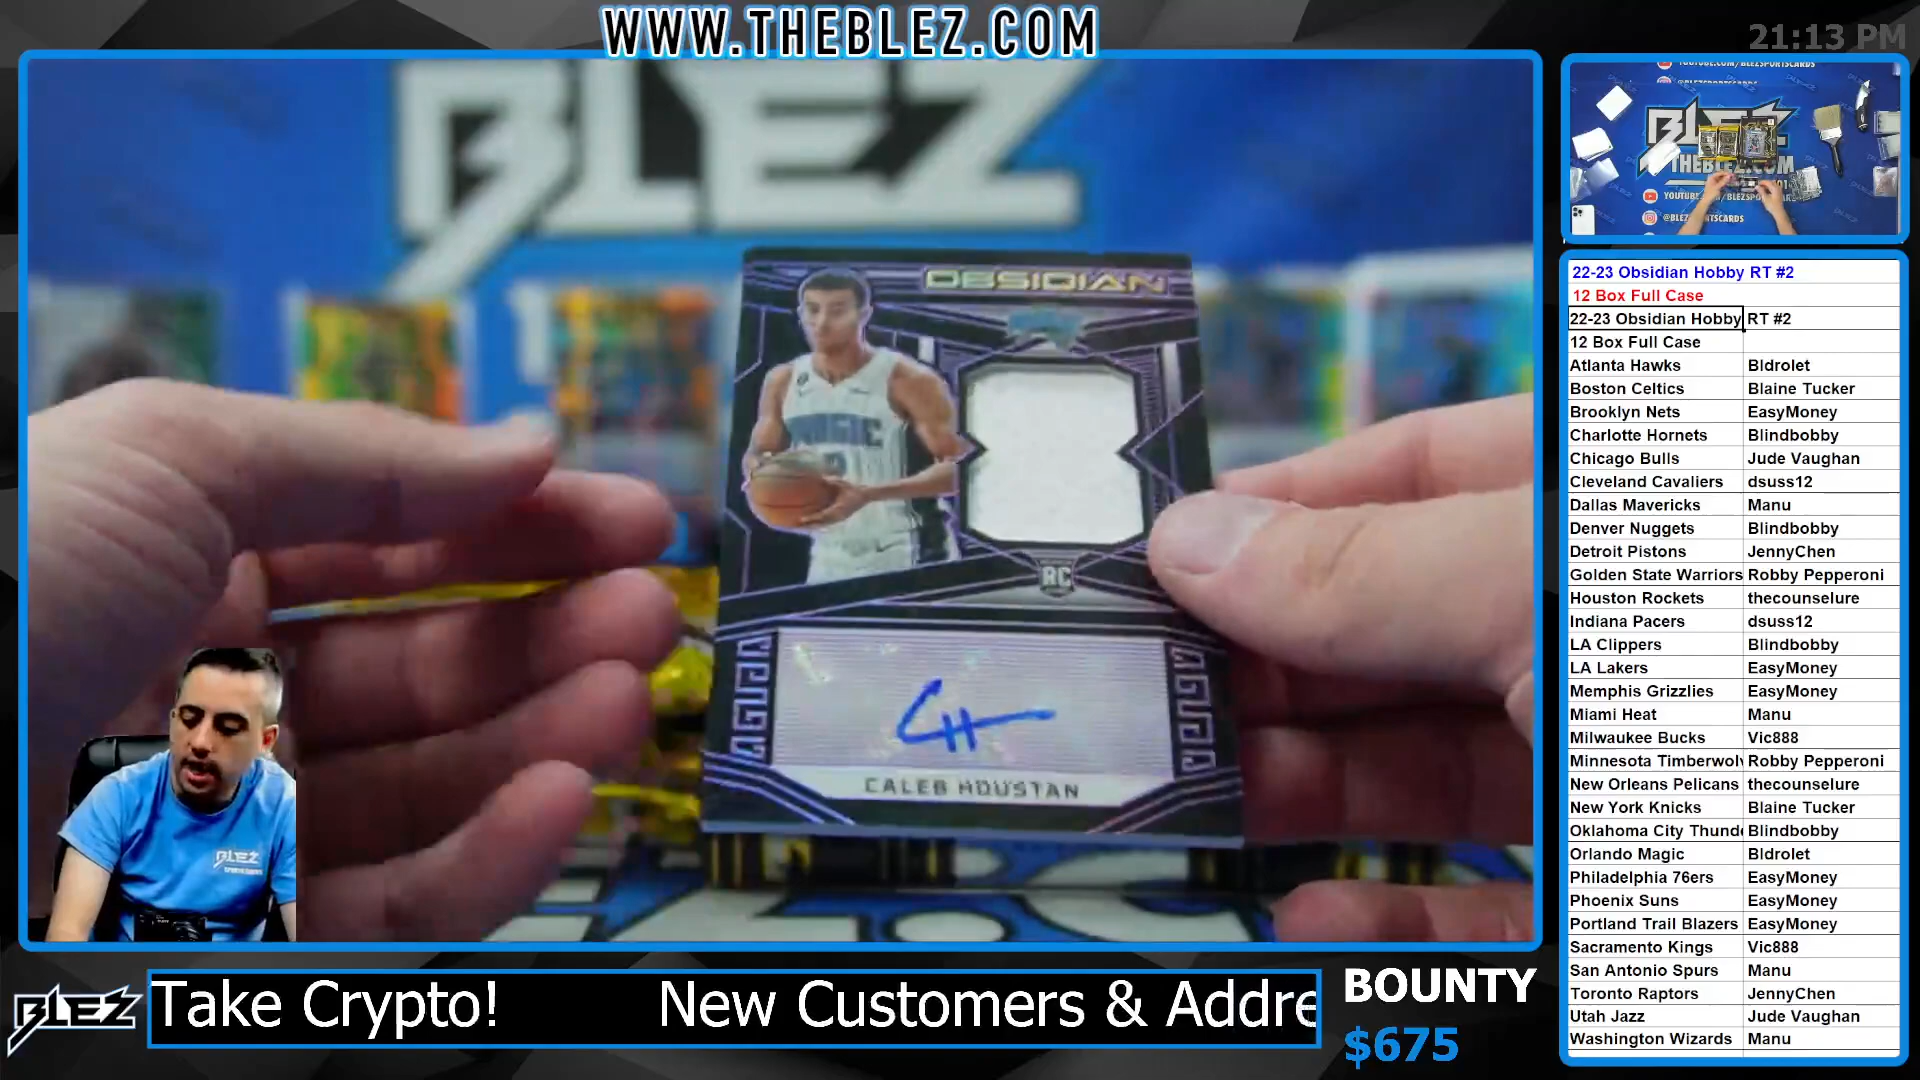 WWW.THEBLEZ.COM
21:13 PM
BLEZ
OBSIDIAN
MAGIC
RC
CALEB HOUSTAN
BLEZ
BLEZ
THEBLEZ.COM
22-23 Obsidian Hobby RT #2
12 Box Full Case
22-23 Obsidian Hobby RT #2
12 Box Full Case
Atlanta Hawks Bldrolet
Boston Celtics Blaine Tucker
Brooklyn Nets EasyMoney
Charlotte Hornets Blindbobby
Chicago Bulls Jude Vaughan
Cleveland Cavaliers dsuss12
Dallas Mavericks Manu
Denver Nuggets Blindbobby
Detroit Pistons JennyChen
Golden State Warriors Robby Pepperoni
Houston Rockets thecounselure
Indiana Pacers dsuss12
LA Clippers Blindbobby
LA Lakers EasyMoney
Memphis Grizzlies EasyMoney
Miami Heat Manu
Milwaukee Bucks Vic888
Minnesota Timberwolv Robby Pepperoni
New Orleans Pelicans thecounselure
New York Knicks Blaine Tucker
Oklahoma City Thunde Blindbobby
Orlando Magic Bldrolet
Philadelphia 76ers EasyMoney
Phoenix Suns EasyMoney
Portland Trail Blazers EasyMoney
Sacramento Kings Vic888
San Antonio Spurs Manu
Toronto Raptors JennyChen
Utah Jazz Jude Vaughan
Washington Wizards Manu
BLEZ
Take Crypto! New Customers & Addre
BOUNTY
$675